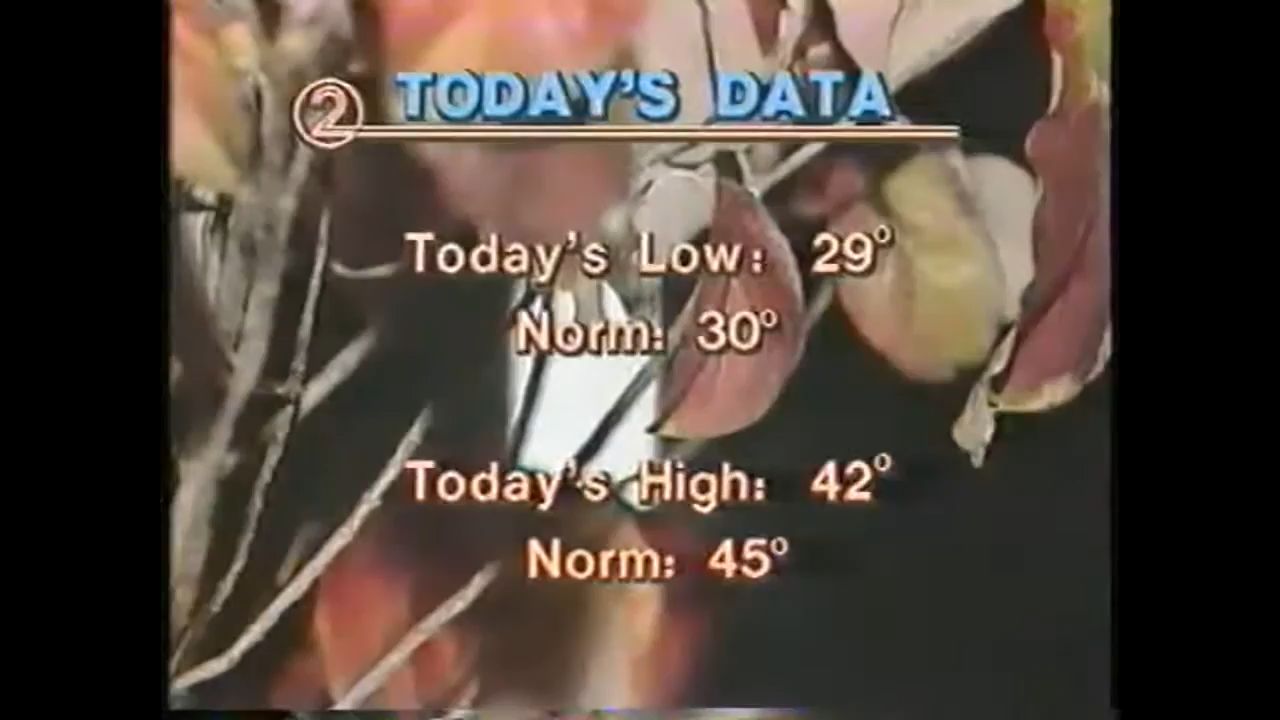 2 TODAY'S DATA
Today's Low: 29°
Norm: 30°
Today's High: 42°
Norm: 45°